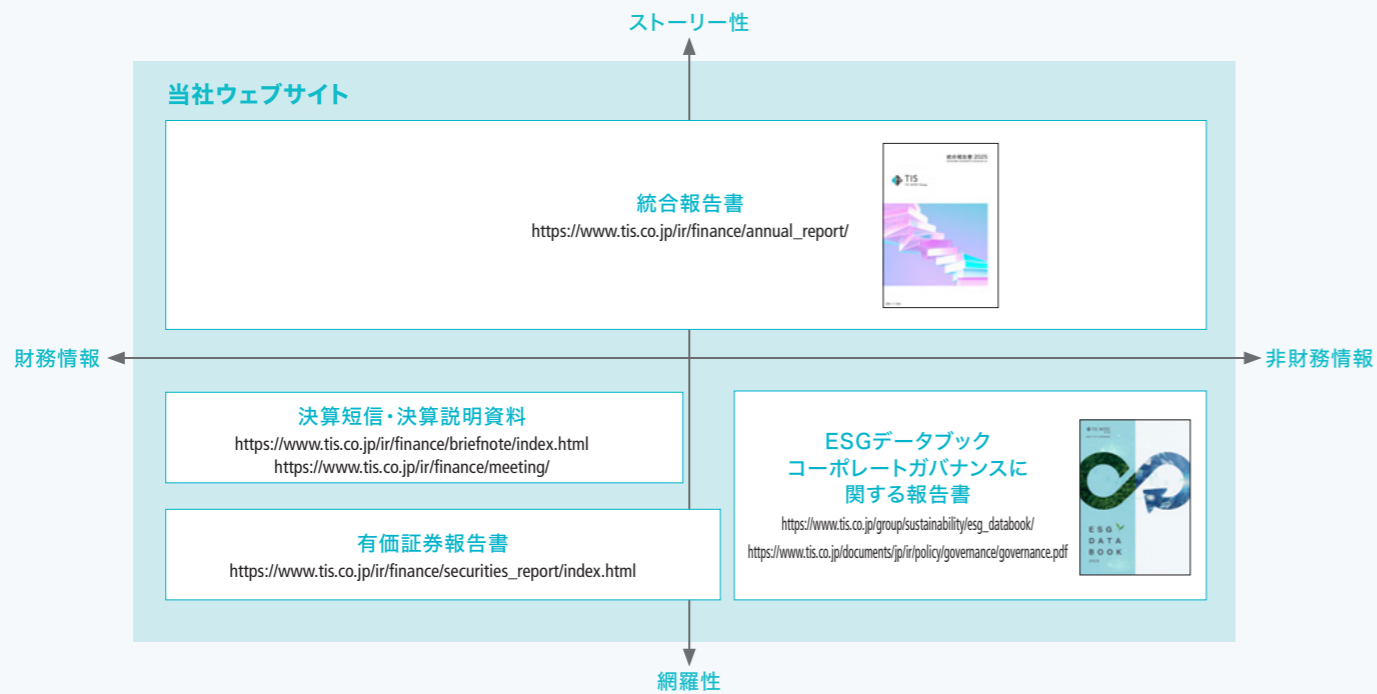 ストーリー性
当社ウェブサイト
統合報告書 2025
TIS
統合報告書
https://www.tis.co.jp/ir/finance/annual_report/
財務情報
非財務情報
決算短信・決算説明資料
https://www.tis.co.jp/ir/finance/briefnote/index.html
https://www.tis.co.jp/ir/finance/meeting/
有価証券報告書
https://www.tis.co.jp/ir/finance/securities_report/index.html
ESGデータブック
コーポレートガバナンスに
関する報告書
https://www.tis.co.jp/group/sustainability/esg_databook/
https://www.tis.co.jp/documents/jp/ir/policy/governance/governance.pdf
ESG
DATA
BOOK
網羅性